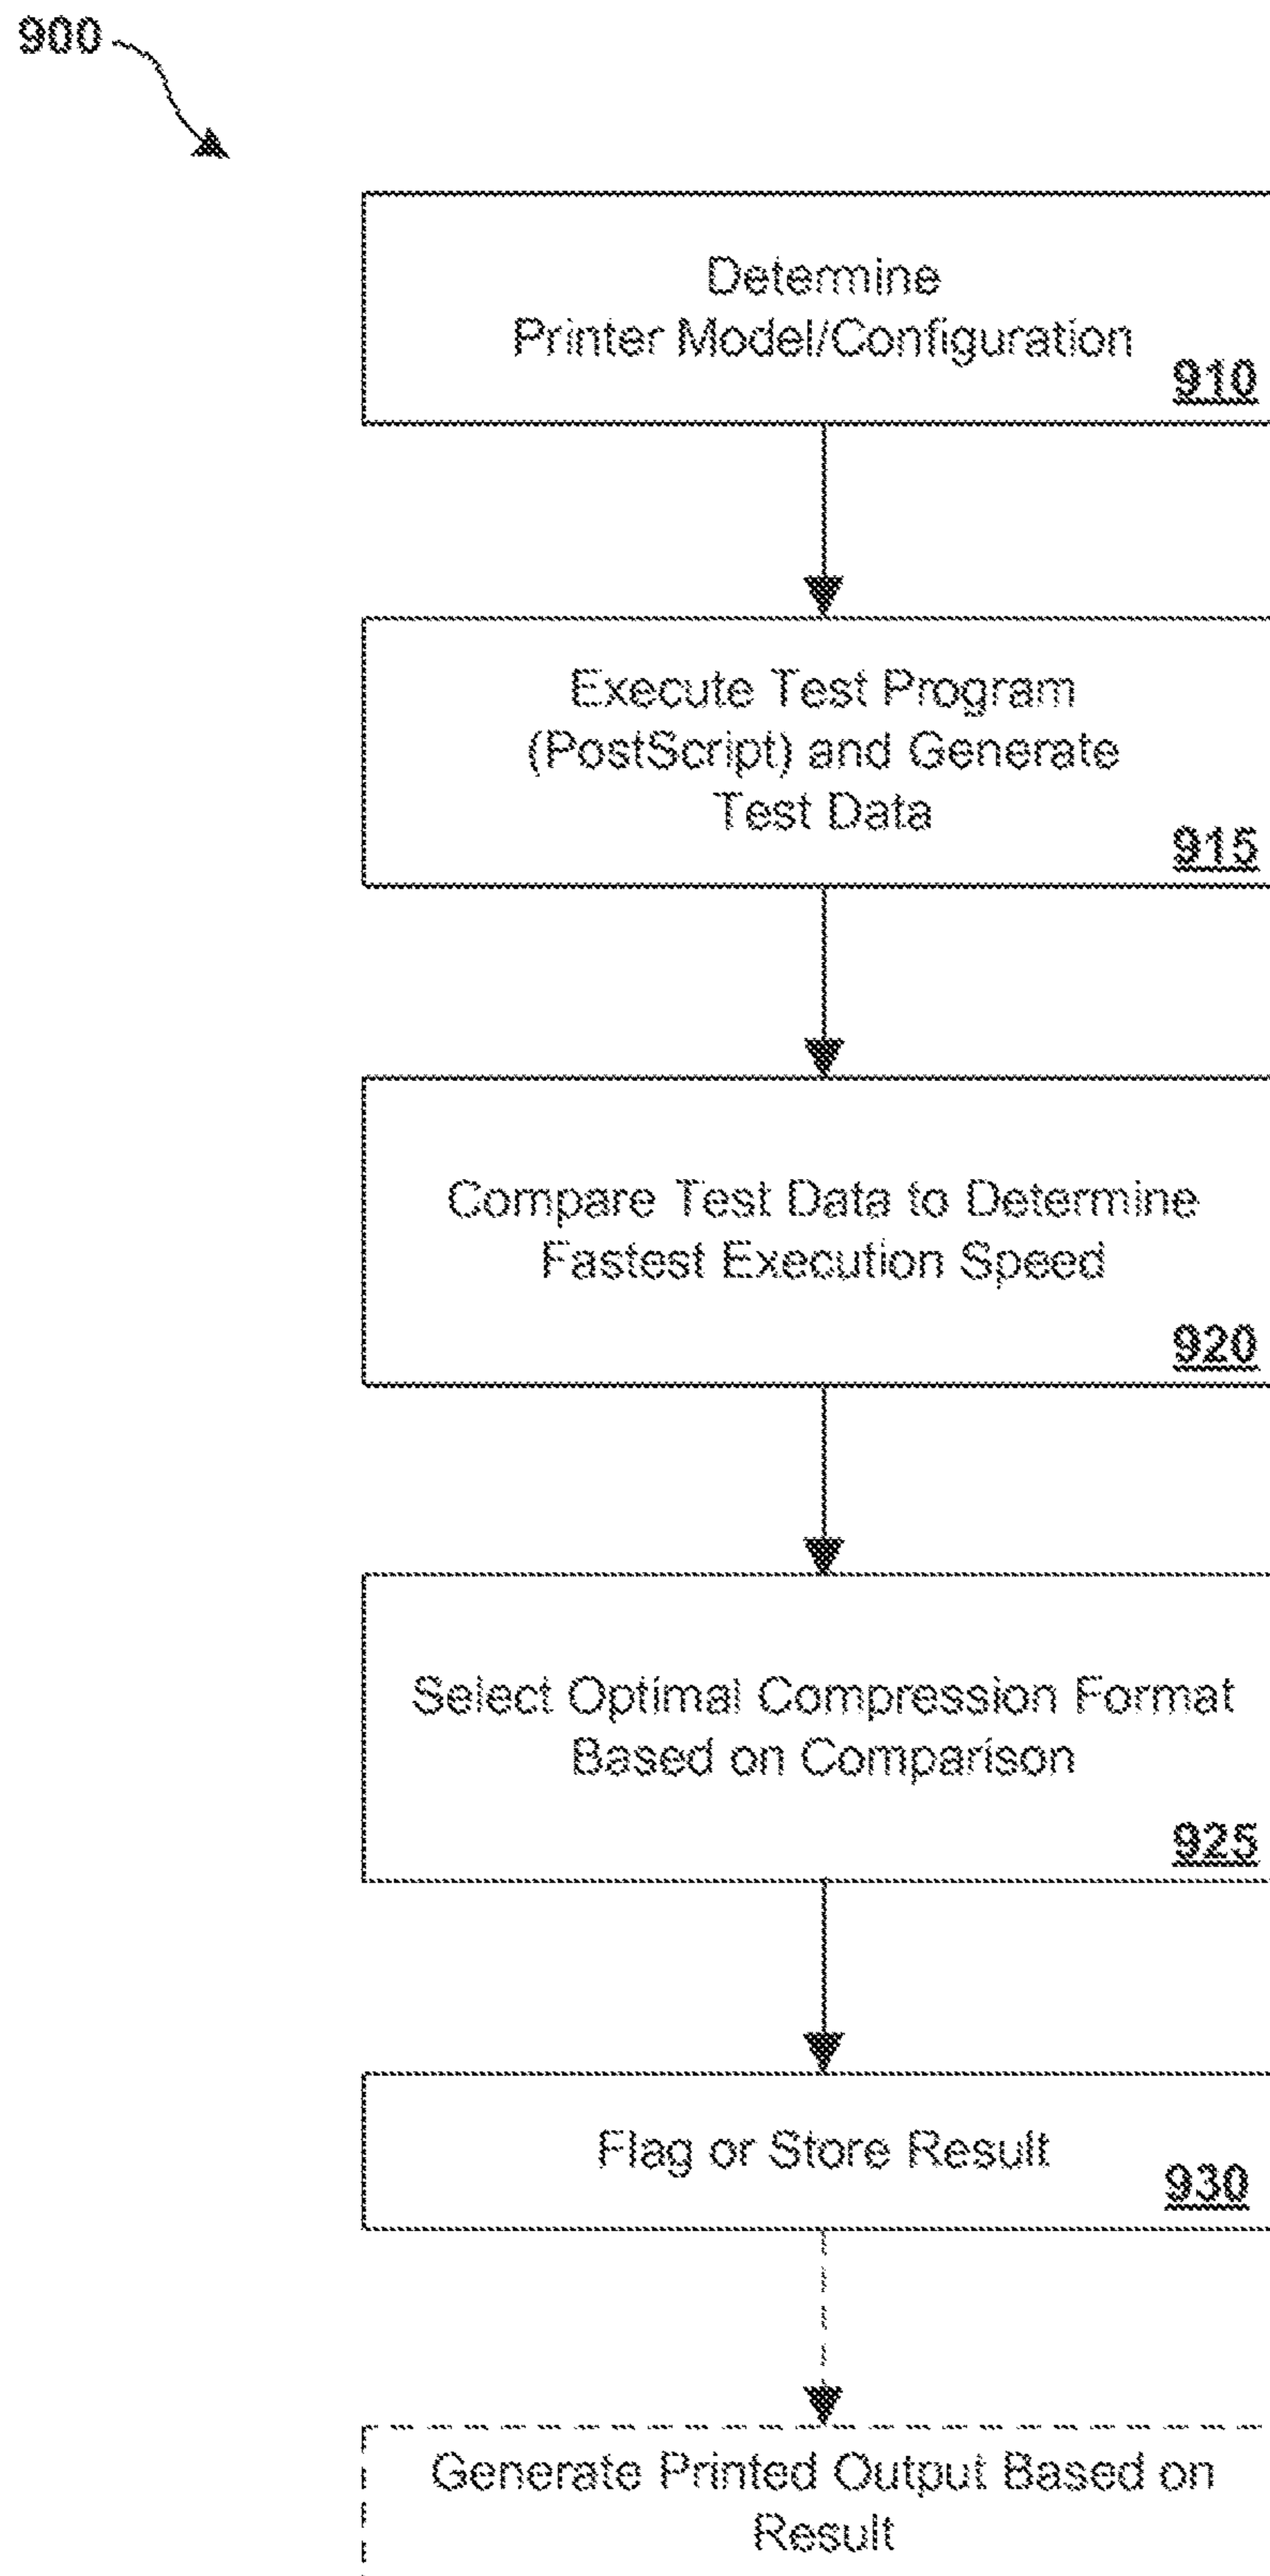 900
Determine
Printer Model/Configuration
910
Execute Test Program
(PostScript) and Generate
Test Data
915
Compare Test Data to Determine
Fastest Execution Speed
920
Select Optimal Compression Format
Based on Comparison
925
Flag or Store Result
930
Generate Printed Output Based on
Result